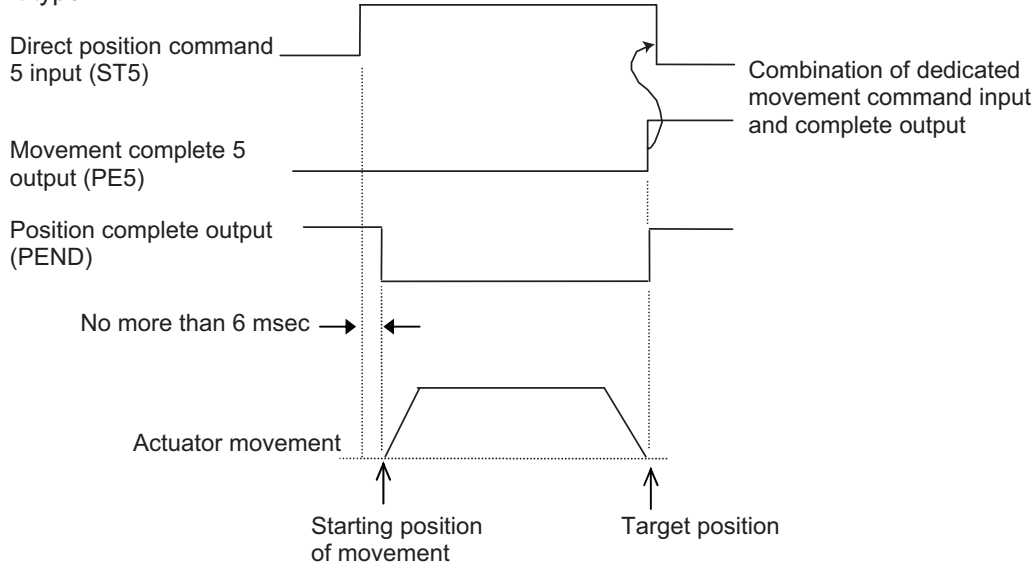 Direct position command
5 input (ST5)
Combination of dedicated
movement command input
and complete output
Movement complete 5
output (PE5)
Position complete output
(PEND)
No more than 6 msec
Actuator movement
Starting position
of movement
Target position